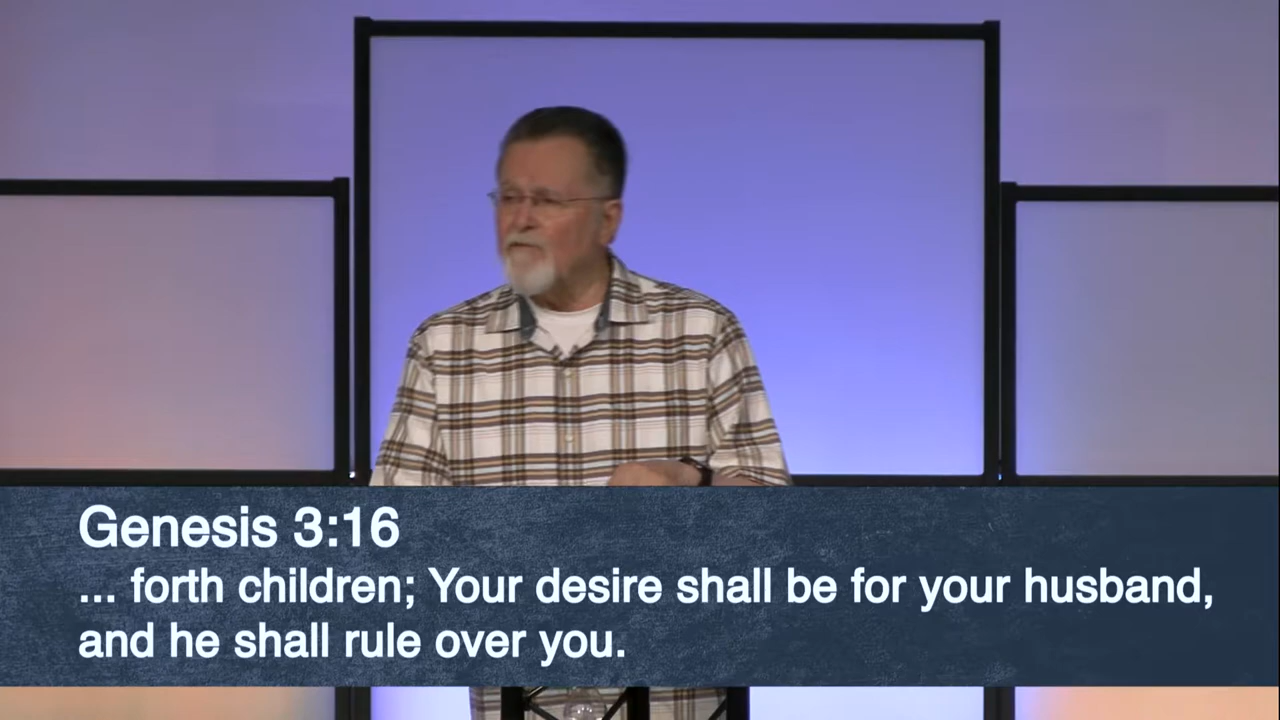 Genesis 3:16
... forth children; Your desire shall be for your husband,
and he shall rule over you.